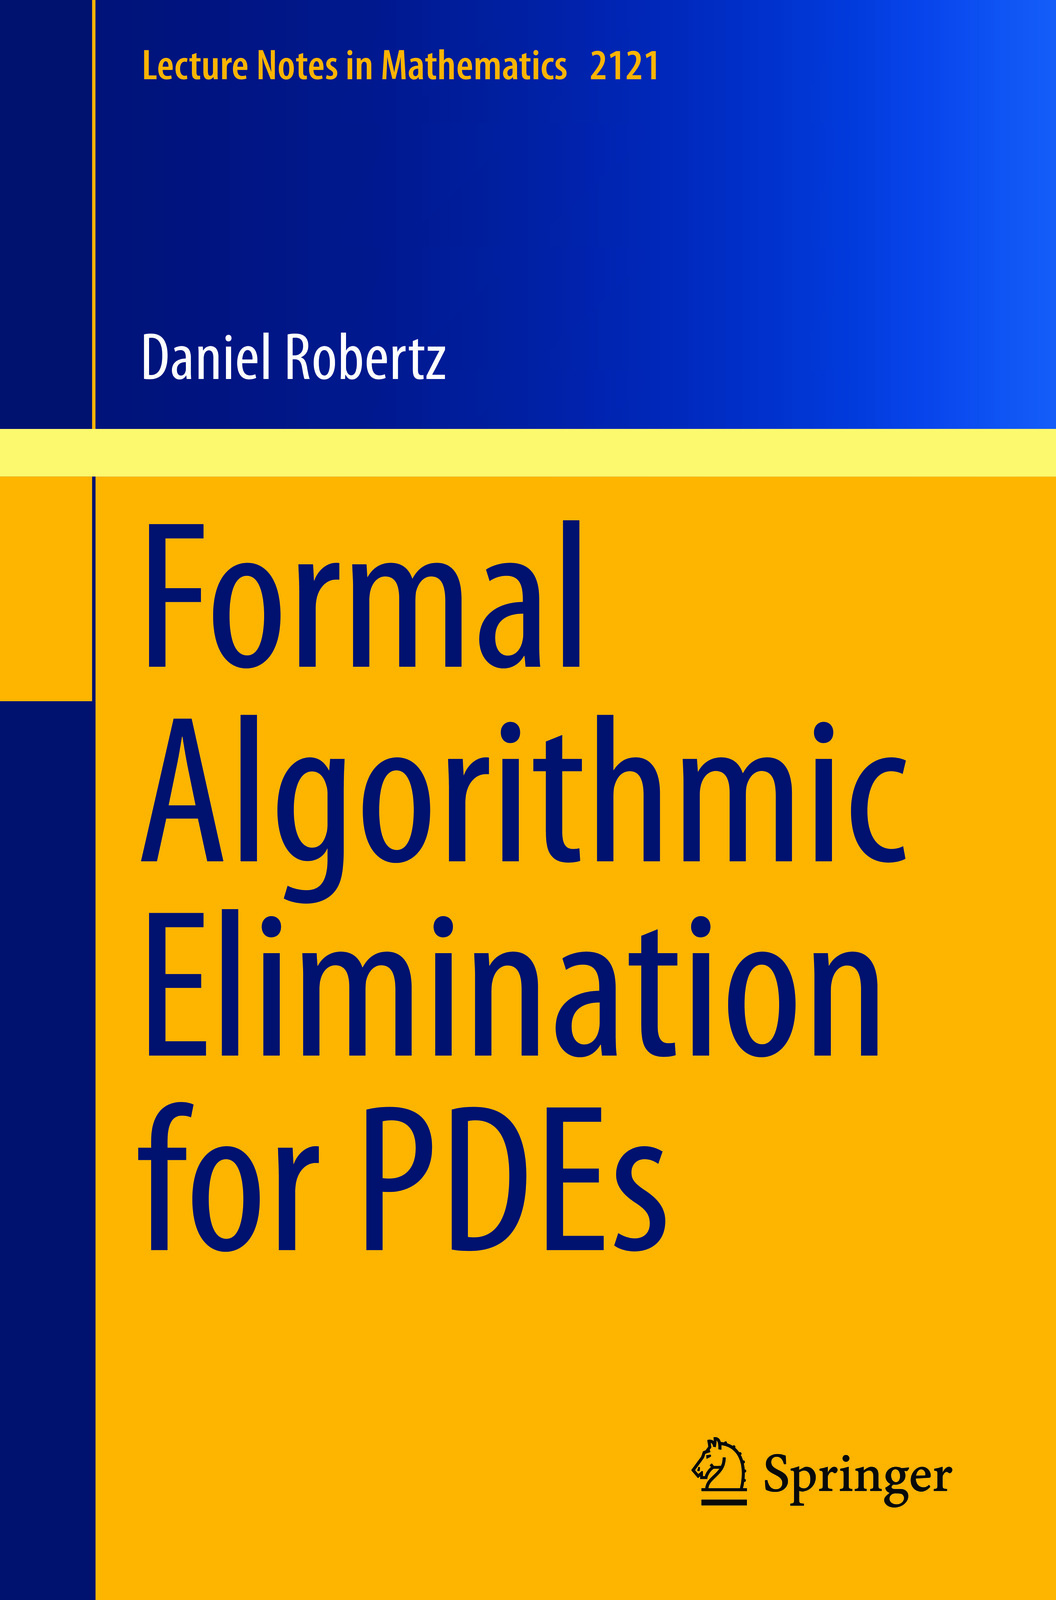 Lecture Notes in Mathematics 2121
Daniel Robertz
Formal
Algorithmic
Elimination
for PDEs
Springer